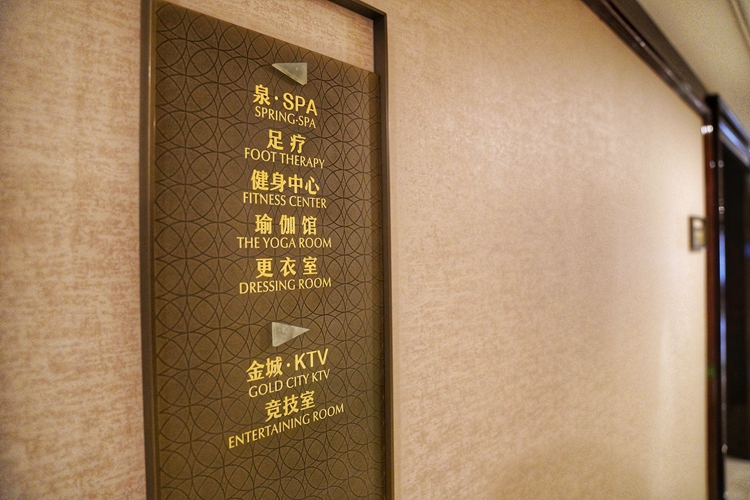 泉·SPA
SPRING·SPA
足疗
FOOT THERAPY
健身中心
FITNESS CENTER
瑜伽馆
THE YOGA ROOM
更衣室
DRESSING ROOM
金城·KTV
GOLD CITY KTV
竞技室
ENTERTAINING ROOM